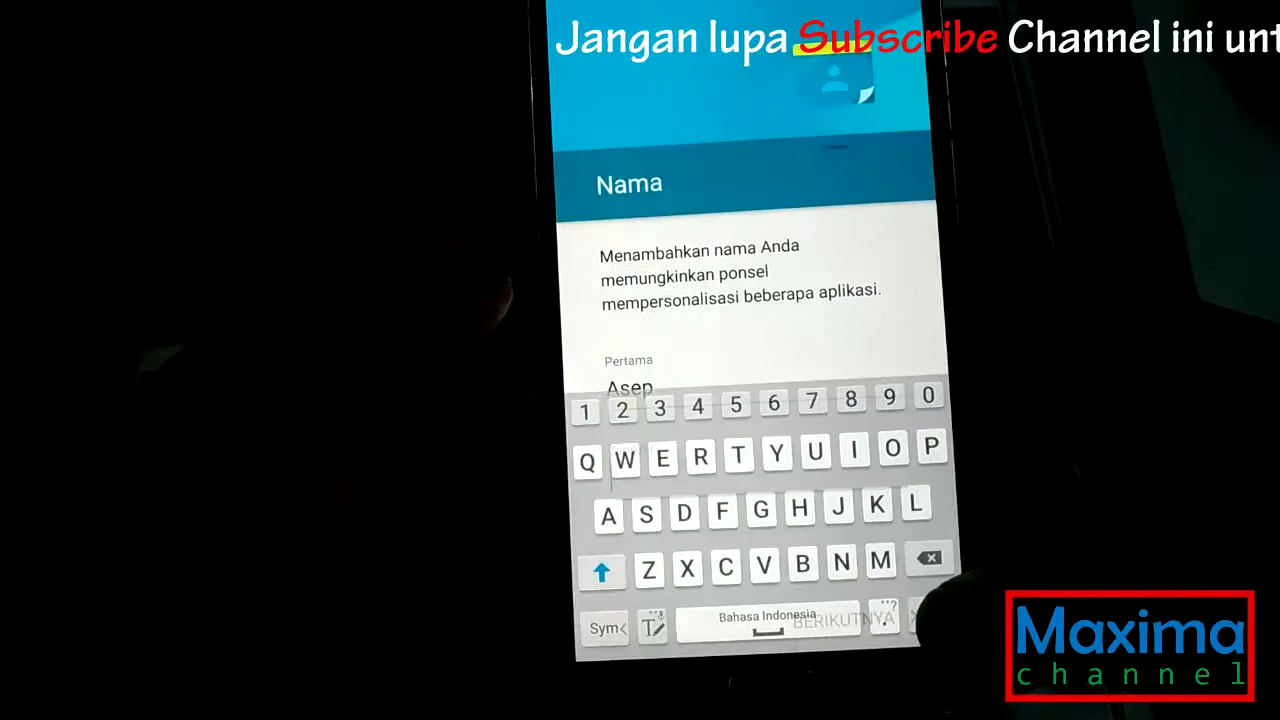 Jangan lupa Subscribe Channel ini unt
Nama
Menambahkan nama Anda
memungkinkan ponsel
mempersonalisasi beberapa aplikasi.
Pertama
Asep
1 2 3 4 5 6 7 8 9 0
Q W E R T Y U I O P
A S D F G H J K L
Z X C V B N M
Sym Bahasa Indonesia BERIKUTNYA . ?
Maxima
channel